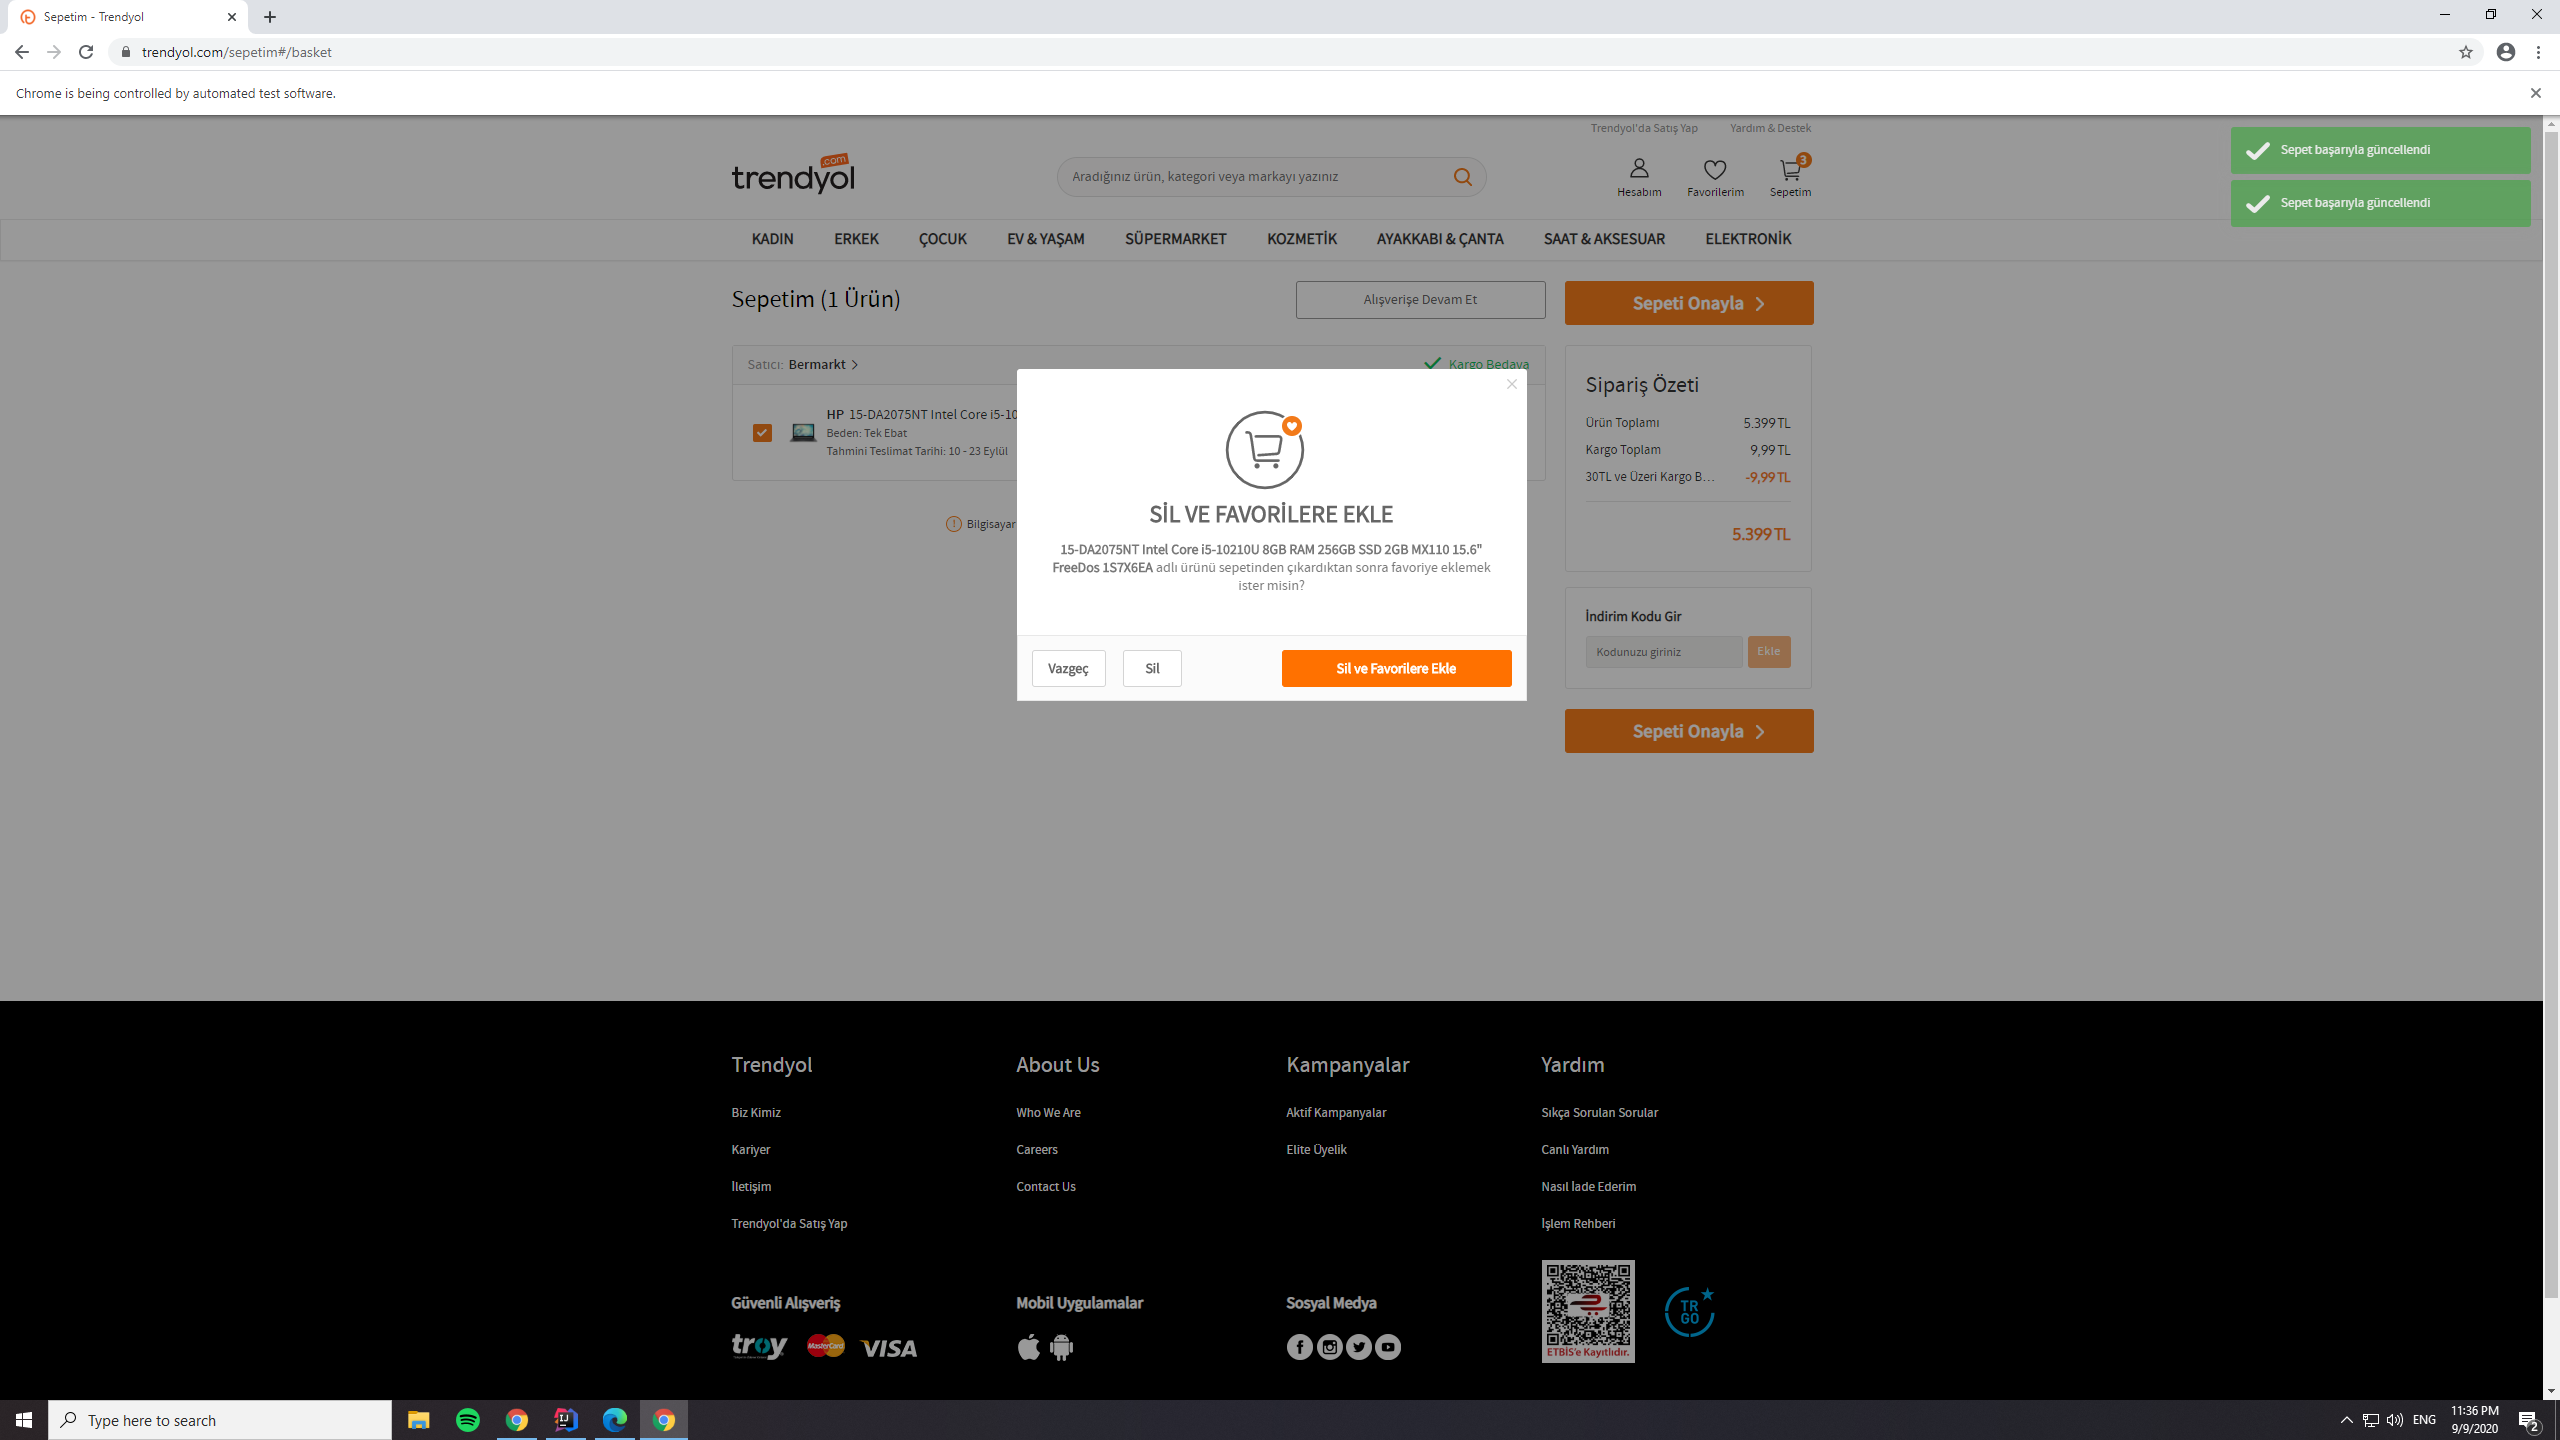 Sepetim - Trendyol
trendyol.com/sepetim#/basket
Chrome is being controlled by automated test software.
Trendyol'da Satış Yap
Yardım & Destek
trendyol
.com
Aradığınız ürün, kategori veya markayı yazınız
3
Hesabım
Favorilerim
Sepetim
Sepet başarıyla güncellendi
Sepet başarıyla güncellendi
KADIN ERKEK ÇOCUK EV & YAŞAM SÜPERMARKET KOZMETİK AYAKKABI & ÇANTA SAAT & AKSESUAR ELEKTRONİK
Sepetim (1 Ürün)
Alışverişe Devam Et
Sepeti Onayla
Satıcı: Bermarkt
Kargo Bedava
HP 15-DA2075NT Intel Core i5-10
Beden: Tek Ebat
Tahmini Teslimat Tarihi: 10 - 23 Eylül
Bilgisayar
SİL VE FAVORİLERE EKLE
15-DA2075NT Intel Core i5-10210U 8GB RAM 256GB SSD 2GB MX110 15.6"
FreeDos 1S7X6EA adlı ürünü sepetinden çıkardıktan sonra favoriye eklemek
ister misin?
Vazgeç
Sil
Sil ve Favorilere Ekle
Sipariş Özeti
Ürün Toplamı 5.399 TL
Kargo Toplam 9,99 TL
30TL ve Üzeri Kargo B... -9,99 TL
5.399 TL
İndirim Kodu Gir
Kodunuzu giriniz
Ekle
Sepeti Onayla
Trendyol
Biz Kimiz
Kariyer
İletişim
Trendyol'da Satış Yap
About Us
Who We Are
Careers
Contact Us
Kampanyalar
Aktif Kampanyalar
Elite Üyelik
Yardım
Sıkça Sorulan Sorular
Canlı Yardım
Nasıl İade Ederim
İşlem Rehberi
Güvenli Alışveriş
troy
MasterCard
VISA
Mobil Uygulamalar
Sosyal Medya
ETBİS'e Kayıtlıdır.
TR
GO
Type here to search
ENG
11:36 PM
9/9/2020
2